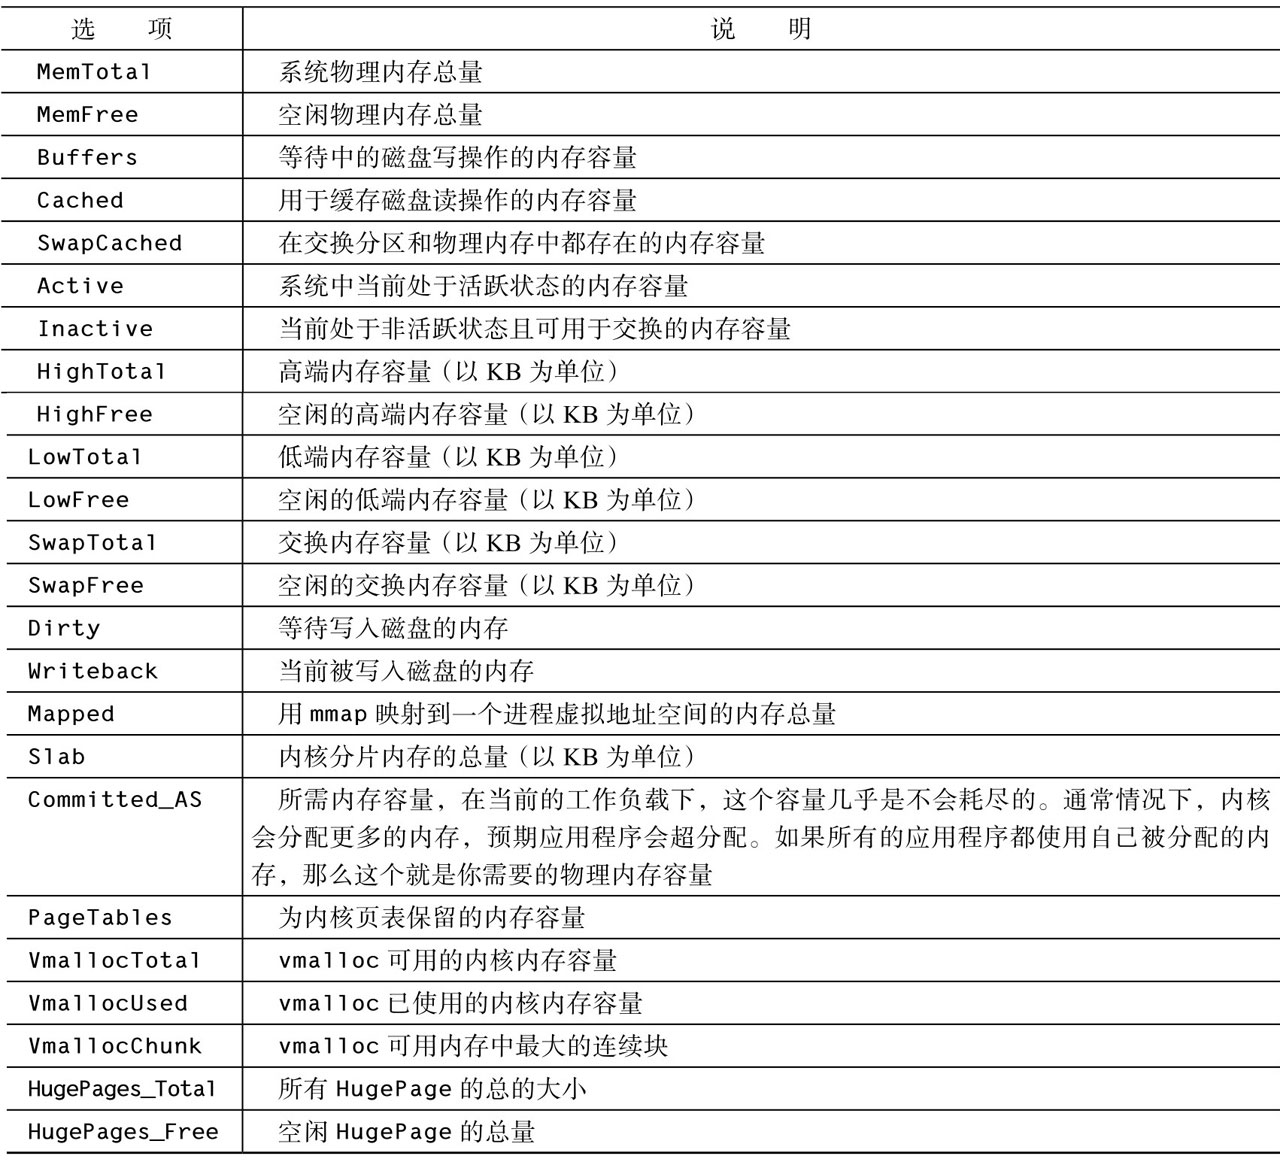 选 项 说 明
MemTotal 系统物理内存总量
MemFree 空闲物理内存总量
Buffers 等待中的磁盘写操作的内存容量
Cached 用于缓存磁盘读操作的内存容量
SwapCached 在交换分区和物理内存中都存在的内存容量
Active 系统中当前处于活跃状态的内存容量
Inactive 当前处于非活跃状态且可用于交换的内存容量
HighTotal 高端内存容量（以 KB 为单位）
HighFree 空闲的高端内存容量（以 KB 为单位）
LowTotal 低端内存容量（以 KB 为单位）
LowFree 空闲的低端内存容量（以 KB 为单位）
SwapTotal 交换内存容量（以 KB 为单位）
SwapFree 空闲的交换内存容量（以 KB 为单位）
Dirty 等待写入磁盘的内存
Writeback 当前被写入磁盘的内存
Mapped 用 mmap 映射到一个进程虚拟地址空间的内存总量
Slab 内核分片内存的总量（以 KB 为单位）
Committed_AS 所需内存容量，在当前的工作负载下，这个容量几乎是不会耗尽的。通常情况下，内核
会分配更多的内存，预期应用程序会超分配。如果所有的应用程序都使用自己被分配的内
存，那么这个就是你需要的物理内存容量
PageTables 为内核页表保留的内存容量
VmallocTotal vmalloc 可用的内核内存容量
VmallocUsed vmalloc 已使用的内核内存容量
VmallocChunk vmalloc 可用内存中最大的连续块
HugePages_Total 所有 HugePage 的总的大小
HugePages_Free 空闲 HugePage 的总量